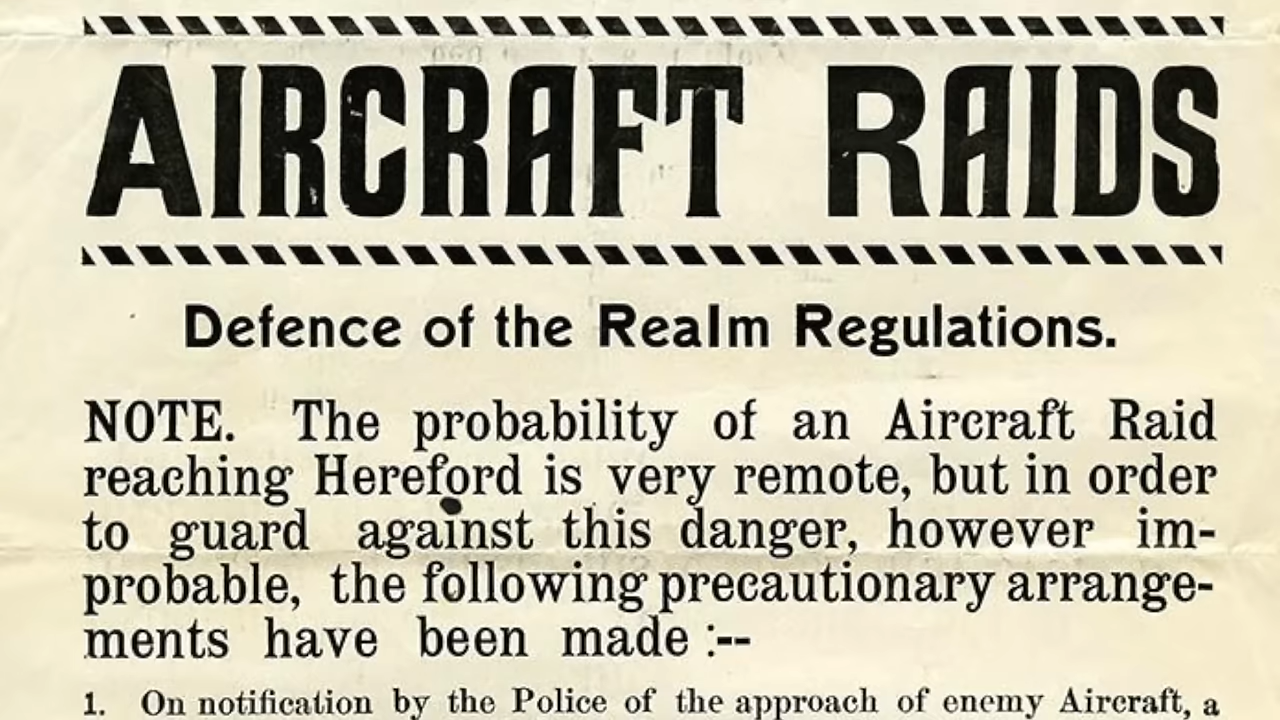 AIRCRAFT RAIDS
Defence of the Realm Regulations.
NOTE. The probability of an Aircraft Raid
reaching Hereford is very remote, but in order
to guard against this danger, however im-
probable, the following precautionary arrange-
ments have been made :--
1. On notification by the Police of the approach of enemy Aircraft, a